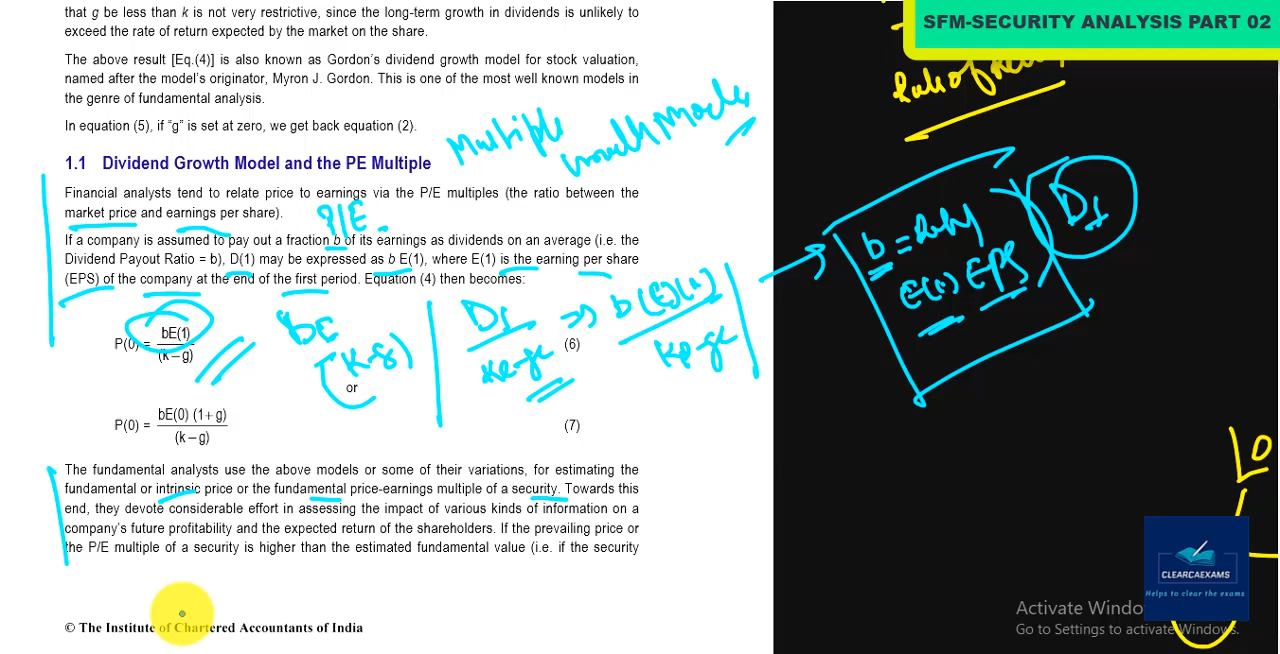 that g be less than k is not very restrictive, since the long-term growth in dividends is unlikely to
exceed the rate of return expected by the market on the share.
The above result [Eq.(4)] is also known as Gordon's dividend growth model for stock valuation,
named after the model's originator, Myron J. Gordon. This is one of the most well known models in
the genre of fundamental analysis.
In equation (5), if "g" is set at zero, we get back equation (2).
Multiple
Growth Model
1.1 Dividend Growth Model and the PE Multiple
Financial analysts tend to relate price to earnings via the P/E multiples (the ratio between the
market price and earnings per share).
P/E
If a company is assumed to pay out a fraction b of its earnings as dividends on an average (i.e. the
Dividend Payout Ratio = b), D(1) may be expressed as b E(1), where E(1) is the earning per share
(EPS) of the company at the end of the first period. Equation (4) then becomes:
P(0) = bE(1)
(k – g)
(6)
bE
(k-g)
D1
Ke-g
⇒ b(E)(1)
Ke-g
or
P(0) = bE(0) (1+ g)
(k – g)
(7)
The fundamental analysts use the above models or some of their variations, for estimating the
fundamental or intrinsic price or the fundamental price-earnings multiple of a security. Towards this
end, they devote considerable effort in assessing the impact of various kinds of information on a
company's future profitability and the expected return of the shareholders. If the prevailing price or
the P/E multiple of a security is higher than the estimated fundamental value (i.e. if the security
© The Institute of Chartered Accountants of India
SFM-SECURITY ANALYSIS PART 02
b =
E(1) EPS
D1
CLEARCAEXAMS
Helps to clear the exams
Go to Settings to activate Windows.